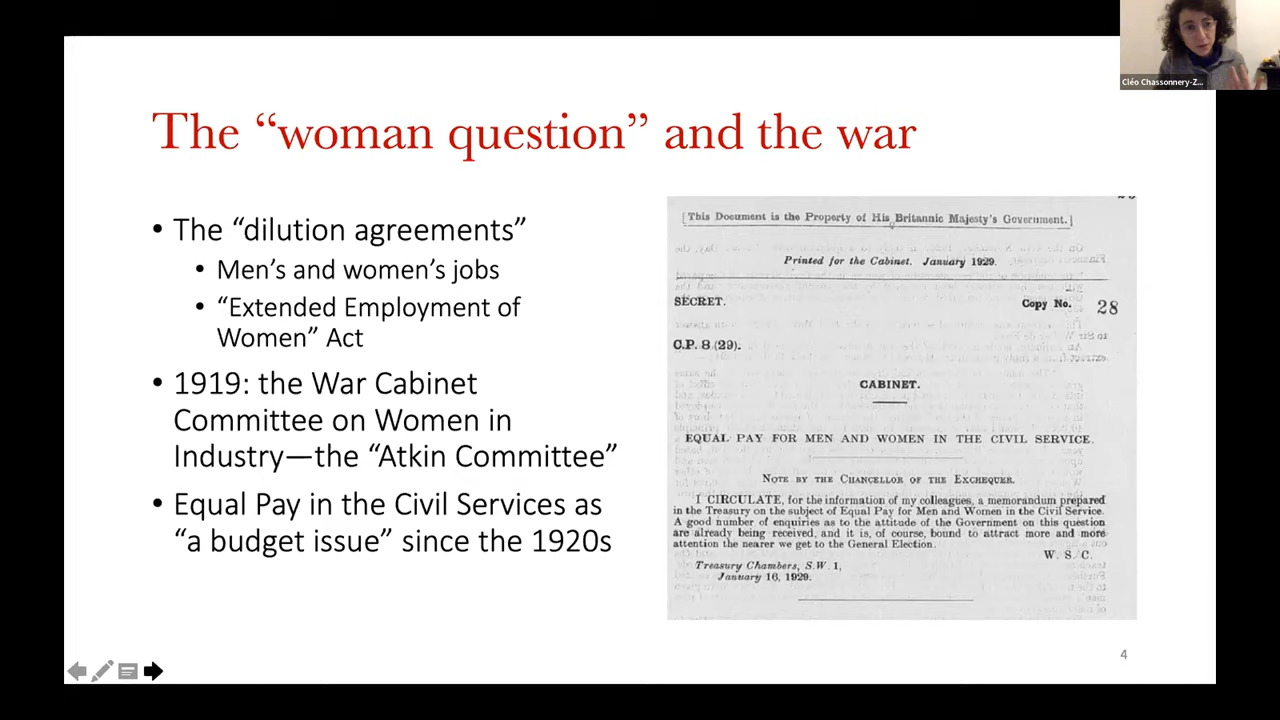 Cléo Chassonnery-Z...
The “woman question” and the war
• The “dilution agreements”
• Men’s and women’s jobs
• “Extended Employment of
Women” Act
• 1919: the War Cabinet
Committee on Women in
Industry—the “Atkin Committee”
• Equal Pay in the Civil Services as
“a budget issue” since the 1920s
[This Document is the Property of His Britannic Majesty's Government.]
Printed for the Cabinet. January 1929.
SECRET.
Copy No. 28
C.P. 8 (29).
CABINET.
EQUAL PAY FOR MEN AND WOMEN IN THE CIVIL SERVICE.
NOTE BY THE CHANCELLOR OF THE EXCHEQUER.
I CIRCULATE, for the information of my colleagues, a memorandum prepared
in the Treasury on the subject of Equal Pay for Men and Women in the Civil Service.
A good number of enquiries as to the attitude of the Government on this question
are already being received, and it is, of course, bound to attract more and more
attention the nearer we get to the General Election.
W. S. C.
Treasury Chambers, S.W. 1,
January 16, 1929.
4